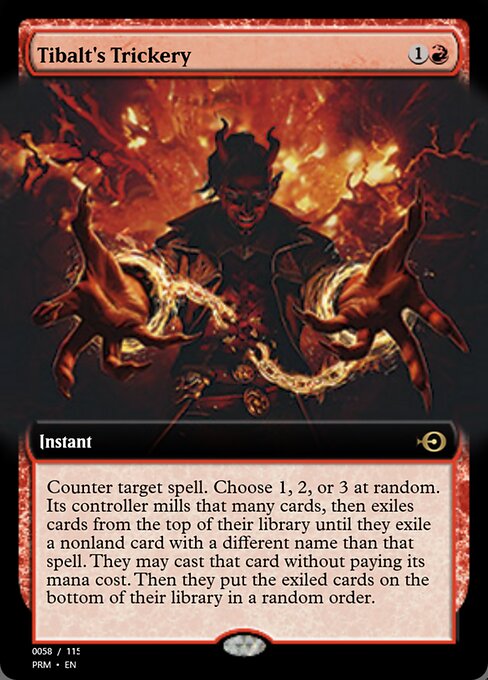 Tibalt's Trickery 1
Instant
Counter target spell. Choose 1, 2, or 3 at random.
Its controller mills that many cards, then exiles
cards from the top of their library until they exile
a nonland card with a different name than that
spell. They may cast that card without paying its
mana cost. Then they put the exiled cards on the
bottom of their library in a random order.
0058 / 115
PRM • EN